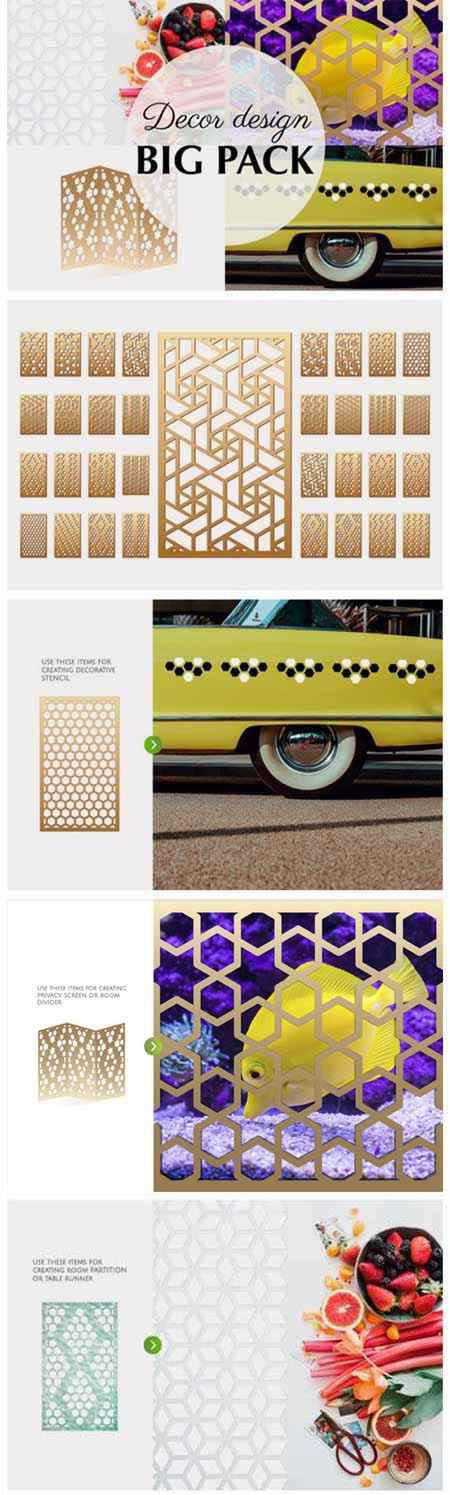 Decor design
BIG PACK
USE THESE ITEMS FOR
CREATING DECORATIVE
STENCIL
USE THESE ITEMS FOR CREATING
PRIVACY SCREEN OR ROOM
DIVIDER
USE THESE ITEMS FOR
CREATING ROOM PARTITION
OR TABLE RUNNER